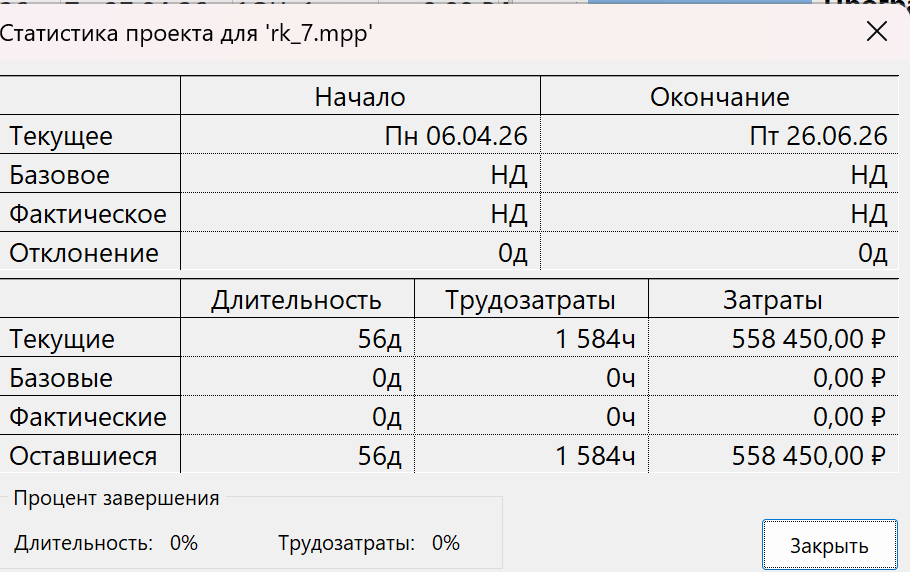 Статистика проекта для 'rk_7.mpp'
Начало Окончание
Текущее Пн 06.04.26 Пт 26.06.26
Базовое НД НД
Фактическое НД НД
Отклонение 0д 0д
Длительность Трудозатраты Затраты
Текущие 56д 1 584ч 558 450,00 ₽
Базовые 0д 0ч 0,00 ₽
Фактические 0д 0ч 0,00 ₽
Оставшиеся 56д 1 584ч 558 450,00 ₽
Процент завершения
Длительность: 0% Трудозатраты: 0%
Закрыть